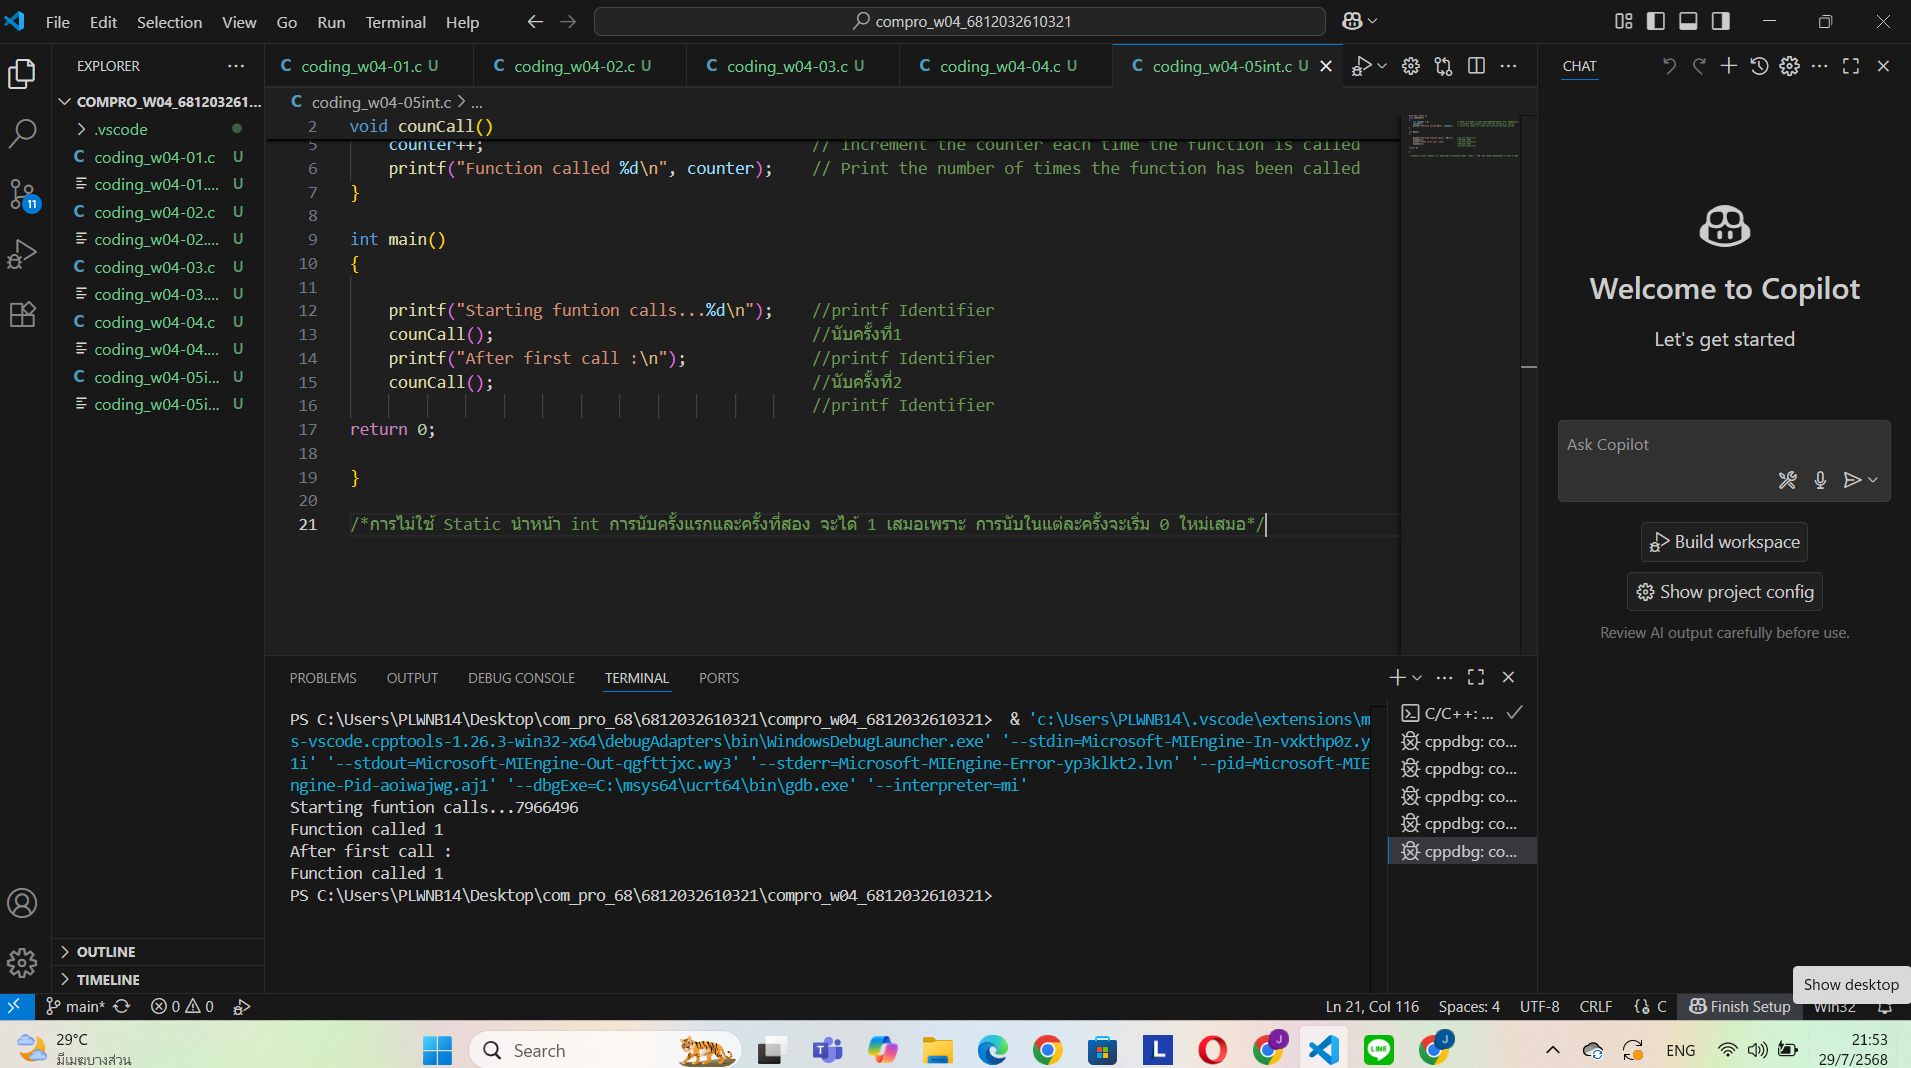 File Edit Selection View Go Run Terminal Help
compro_w04_6812032610321
EXPLORER
COMPRO_W04_681203261...
.vscode
coding_w04-01.c U
coding_w04-01.... U
coding_w04-02.c U
coding_w04-02.... U
coding_w04-03.c U
coding_w04-03.... U
coding_w04-04.c U
coding_w04-04.... U
coding_w04-05i... U
coding_w04-05i... U
OUTLINE
TIMELINE
11
C coding_w04-01.c U C coding_w04-02.c U C coding_w04-03.c U C coding_w04-04.c U C coding_w04-05int.c U
C coding_w04-05int.c > ...
2 void counCall()
counter++; // Increment the counter each time the function is called
6 printf("Function called %d\n", counter); // Print the number of times the function has been called
7 }
8
9 int main()
10 {
11
12 printf("Starting funtion calls...%d\n"); //printf Identifier
13 counCall(); //นับครั้งที่1
14 printf("After first call :\n"); //printf Identifier
15 counCall(); //นับครั้งที่2
16 //printf Identifier
17 return 0;
18
19 }
20
21 /*การไม่ใช้ Static นำหน้า int การนับครั้งแรกและครั้งที่สอง จะได้ 1 เสมอเพราะ การนับในแต่ละครั้งจะเริ่ม 0 ใหม่เสมอ*/
PROBLEMS OUTPUT DEBUG CONSOLE TERMINAL PORTS
PS C:\Users\PLWNB14\Desktop\com_pro_68\6812032610321\compro_w04_6812032610321> & 'c:\Users\PLWNB14\.vscode\extensions\m
s-vscode.cpptools-1.26.3-win32-x64\debugAdapters\bin\WindowsDebugLauncher.exe' '--stdin=Microsoft-MIEngine-In-vxkthp0z.y
1i' '--stdout=Microsoft-MIEngine-Out-qgfttjxc.wy3' '--stderr=Microsoft-MIEngine-Error-yp3klkt2.lvn' '--pid=Microsoft-MIE
ngine-Pid-aoiwajwg.aj1' '--dbgExe=C:\msys64\ucrt64\bin\gdb.exe' '--interpreter=mi'
Starting funtion calls...7966496
Function called 1
After first call :
Function called 1
PS C:\Users\PLWNB14\Desktop\com_pro_68\6812032610321\compro_w04_6812032610321>
C/C++: ...
cppdbg: co...
cppdbg: co...
cppdbg: co...
cppdbg: co...
cppdbg: co...
CHAT
Welcome to Copilot
Let's get started
Ask Copilot
Build workspace
Show project config
Review AI output carefully before use.
Show desktop
main* 0 0
Ln 21, Col 116 Spaces: 4 UTF-8 CRLF {} C Finish Setup Win32
29°C
มีเมฆบางส่วน
Search
ENG
21:53
29/7/2568